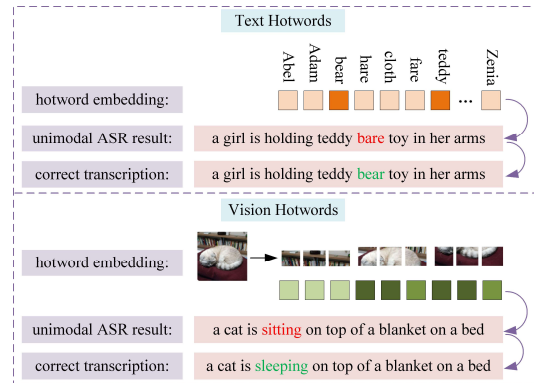 Text Hotwords
Abel Adam bear hare cloth fare teddy ... Zenia
hotword embedding:
unimodal ASR result: a girl is holding teddy bare toy in her arms
correct transcription: a girl is holding teddy bear toy in her arms
Vision Hotwords
hotword embedding:
unimodal ASR result: a cat is sitting on top of a blanket on a bed
correct transcription: a cat is sleeping on top of a blanket on a bed